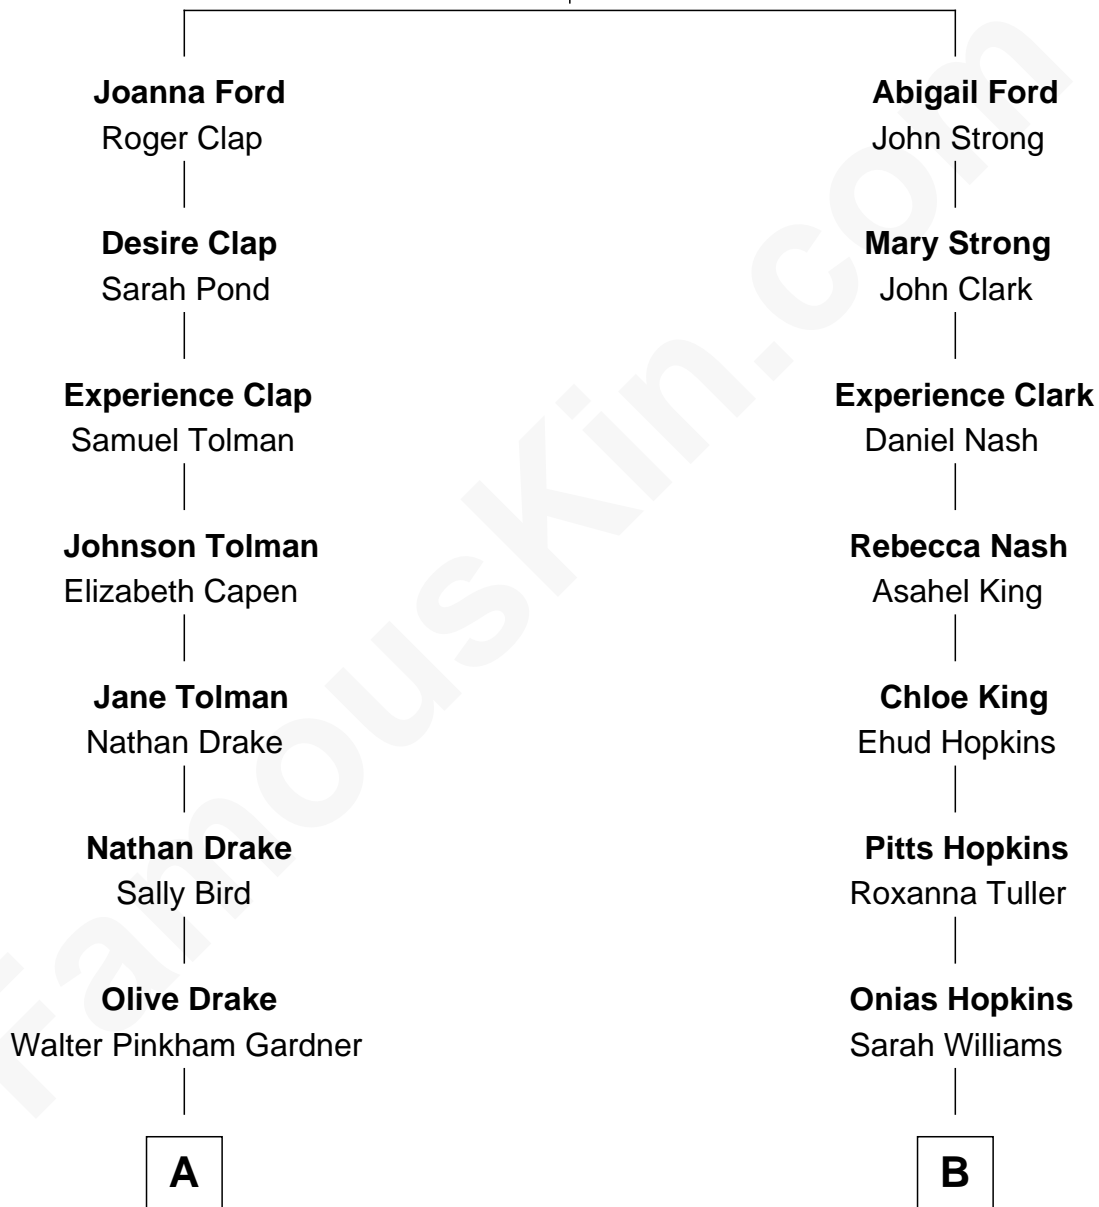 Joanna Ford
Roger Clap
Abigail Ford
John Strong
Desire Clap
Sarah Pond
Mary Strong
John Clark
Experience Clap
Samuel Tolman
Experience Clark
Daniel Nash
Johnson Tolman
Elizabeth Capen
Rebecca Nash
Asahel King
Jane Tolman
Nathan Drake
Chloe King
Ehud Hopkins
Nathan Drake
Sally Bird
Pitts Hopkins
Roxanna Tuller
Olive Drake
Walter Pinkham Gardner
Onias Hopkins
Sarah Williams
A
B
FamousKin.com